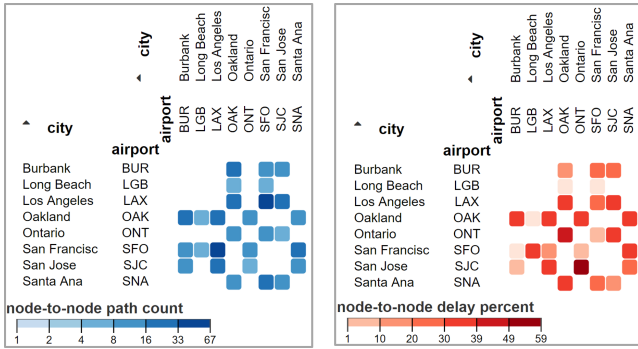 city
Burbank
Long Beach
Los Angeles
Oakland
Ontario
San Francisc
San Jose
Santa Ana
airport
BUR
LGB
LAX
OAK
ONT
SFO
SJC
SNA
city
airport
Burbank BUR
Long Beach LGB
Los Angeles LAX
Oakland OAK
Ontario ONT
San Francisc SFO
San Jose SJC
Santa Ana SNA
node-to-node path count
1 2 4 8 16 33 67
city
Burbank
Long Beach
Los Angeles
Oakland
Ontario
San Francisc
San Jose
Santa Ana
airport
BUR
LGB
LAX
OAK
ONT
SFO
SJC
SNA
city
airport
Burbank BUR
Long Beach LGB
Los Angeles LAX
Oakland OAK
Ontario ONT
San Francisc SFO
San Jose SJC
Santa Ana SNA
node-to-node delay percent
1 10 20 29 39 49 59